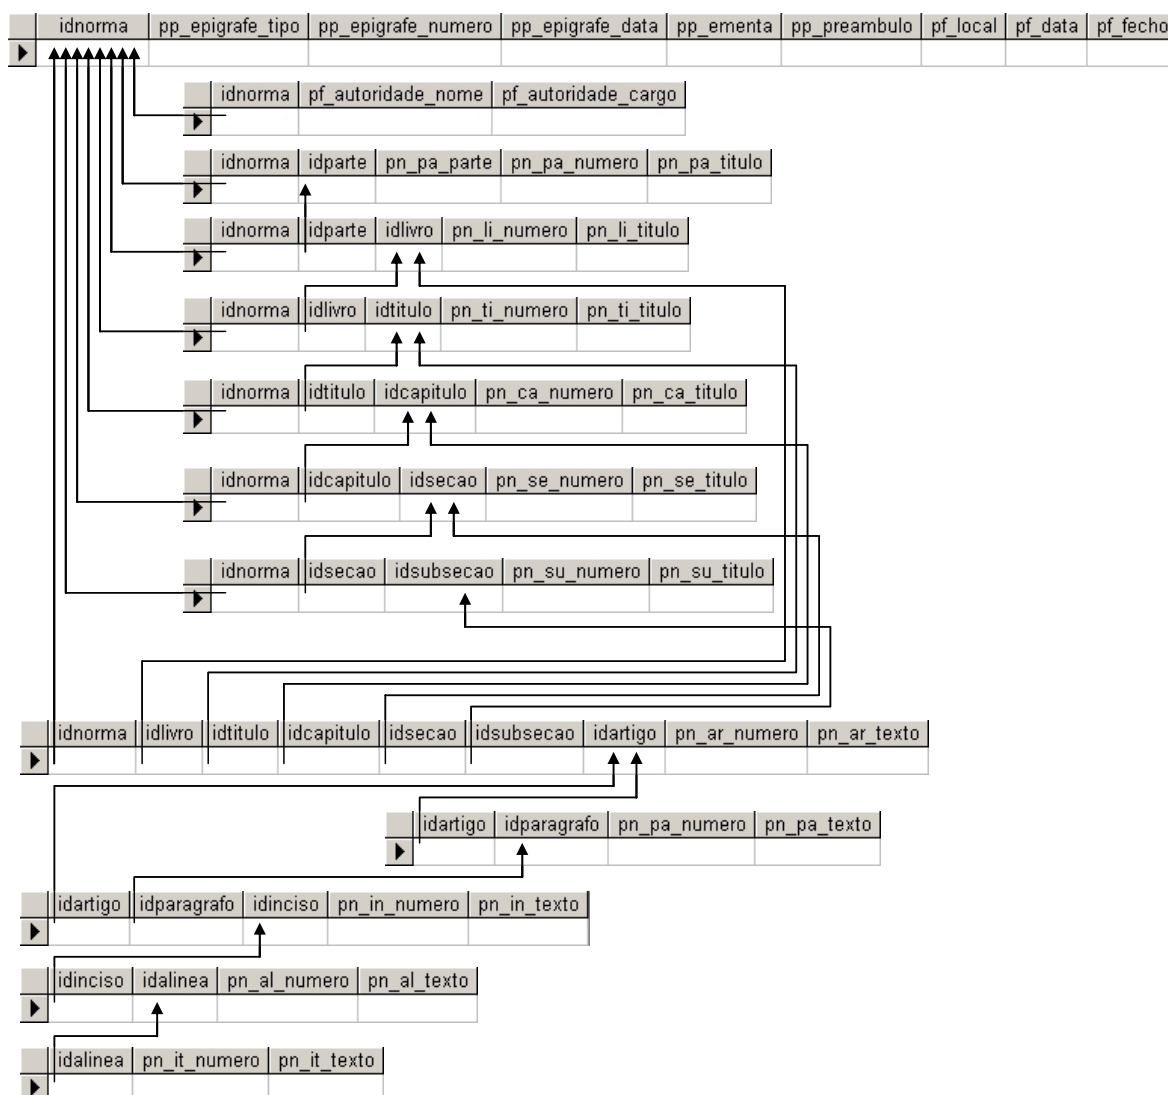 idnorma pp_epigrafe_tipo pp_epigrafe_numero pp_epigrafe_data pp_ementa pp_preambulo pf_local pf_data pf_fecho
idnorma pf_autoridade_nome pf_autoridade_cargo
idnorma idparte pn_pa_parte pn_pa_numero pn_pa_titulo
idnorma idparte idlivro pn_li_numero pn_li_titulo
idnorma idlivro idtitulo pn_ti_numero pn_ti_titulo
idnorma idtitulo idcapitulo pn_ca_numero pn_ca_titulo
idnorma idcapitulo idsecao pn_se_numero pn_se_titulo
idnorma idsecao idsubsecao pn_su_numero pn_su_titulo
idnorma idlivro idtitulo idcapitulo idsecao idsubsecao idartigo pn_ar_numero pn_ar_texto
idartigo idparagrafo pn_pa_numero pn_pa_texto
idartigo idparagrafo idinciso pn_in_numero pn_in_texto
idinciso idalinea pn_al_numero pn_al_texto
idalinea pn_it_numero pn_it_texto